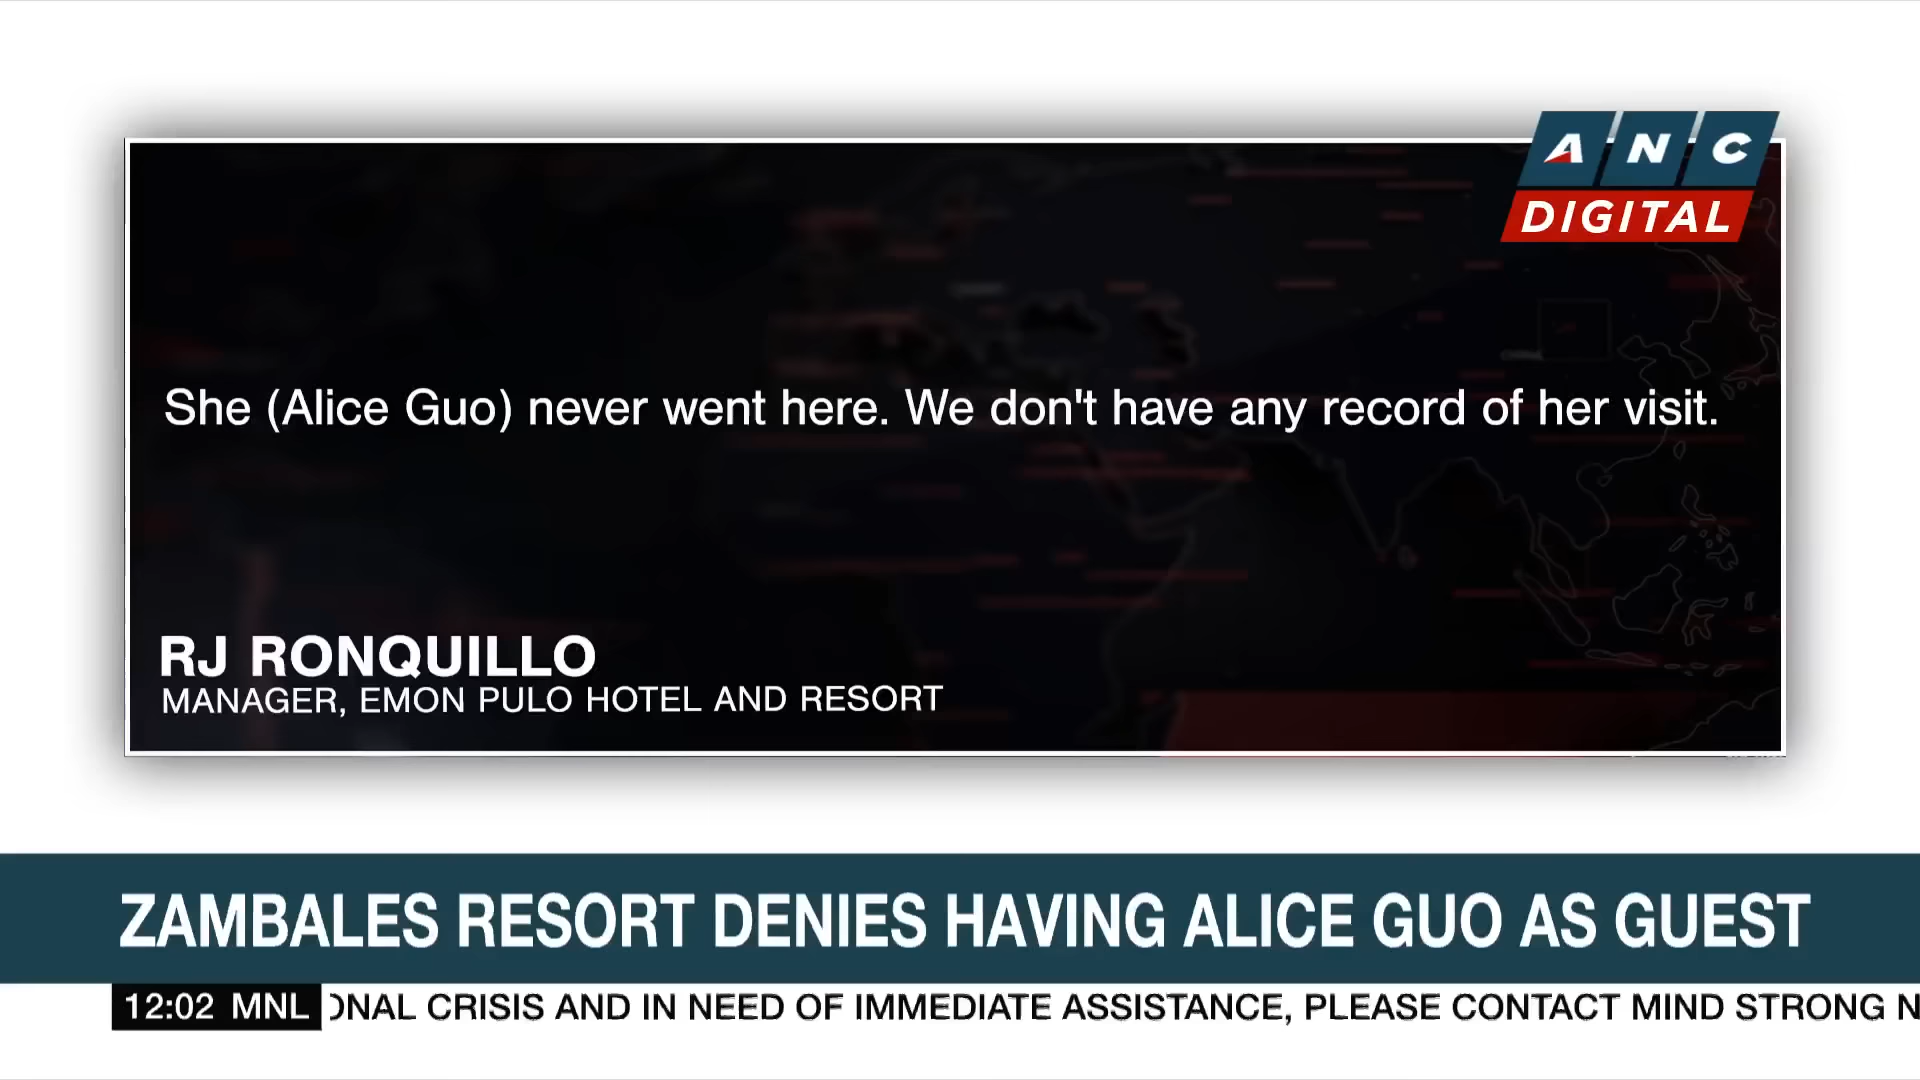 ANC
DIGITAL
She (Alice Guo) never went here. We don't have any record of her visit.
RJ RONQUILLO
MANAGER, EMON PULO HOTEL AND RESORT
ZAMBALES RESORT DENIES HAVING ALICE GUO AS GUEST
12:02 MNL CRISIS AND IN NEED OF IMMEDIATE ASSISTANCE, PLEASE CONTACT MIND STRONG